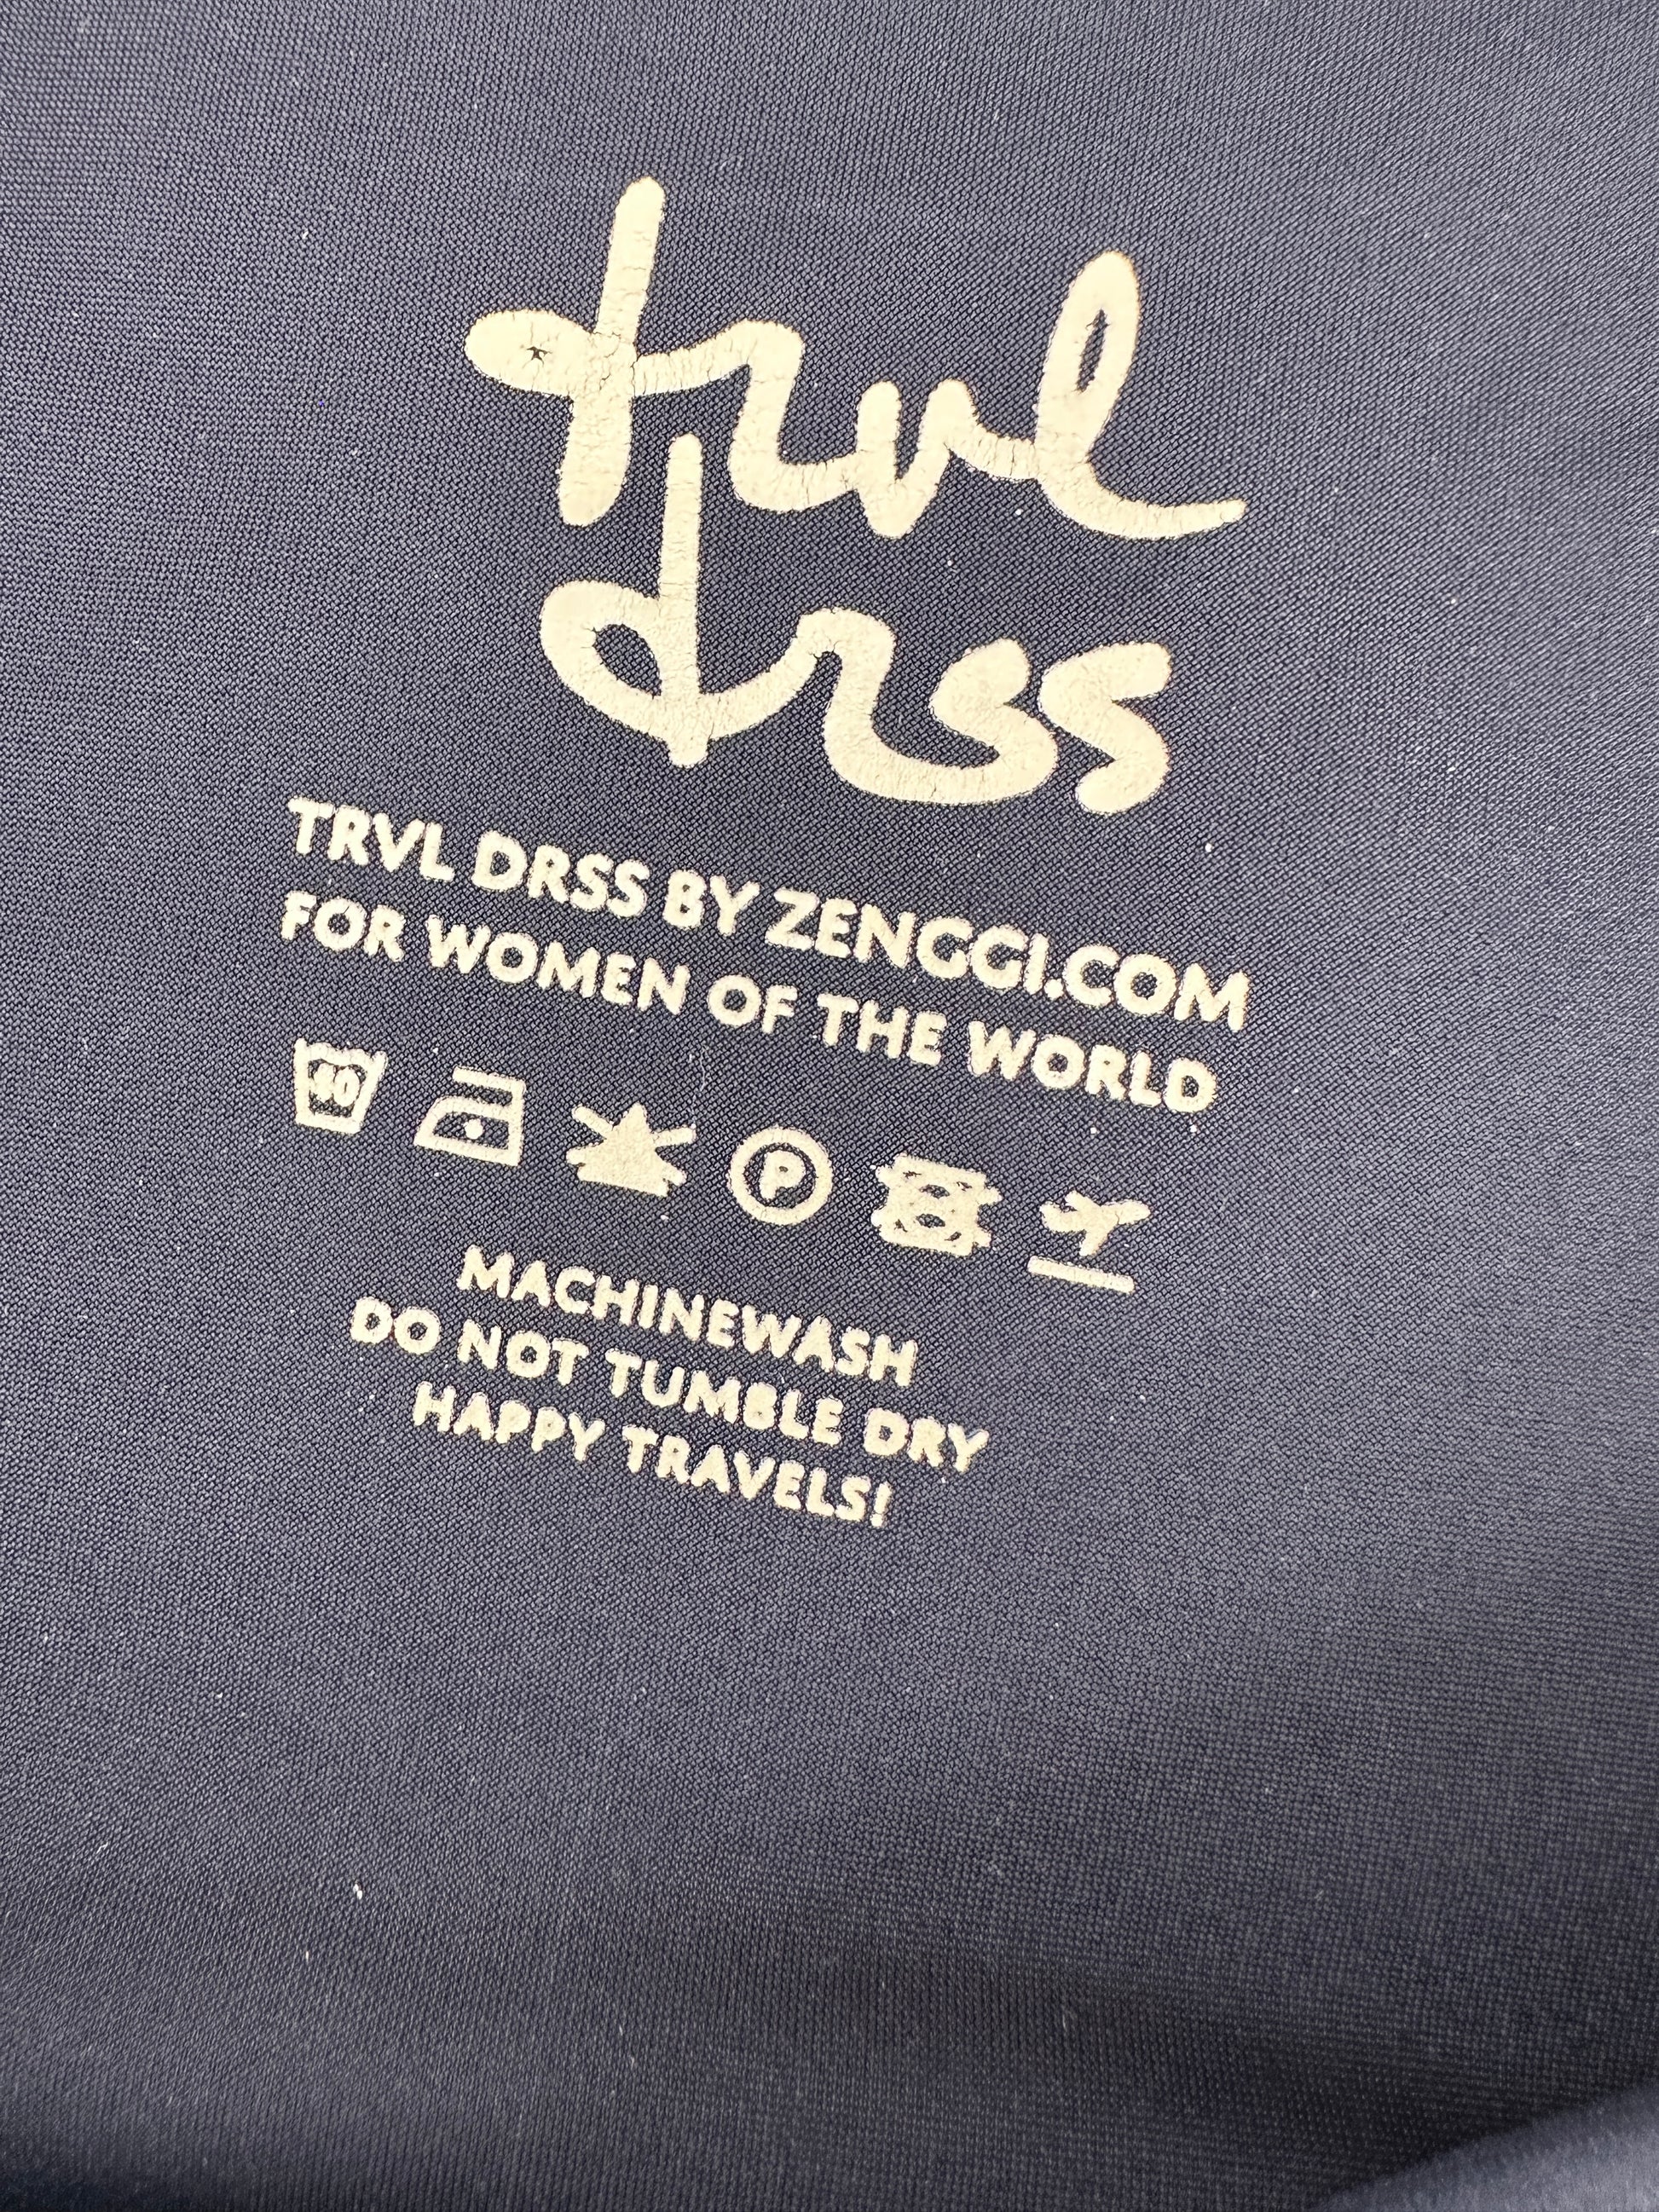 trvl
drss
TRVL DRSS BY ZENGGI.COM
FOR WOMEN OF THE WORLD
P
MACHINEWASH
DO NOT TUMBLE DRY
HAPPY TRAVELS!